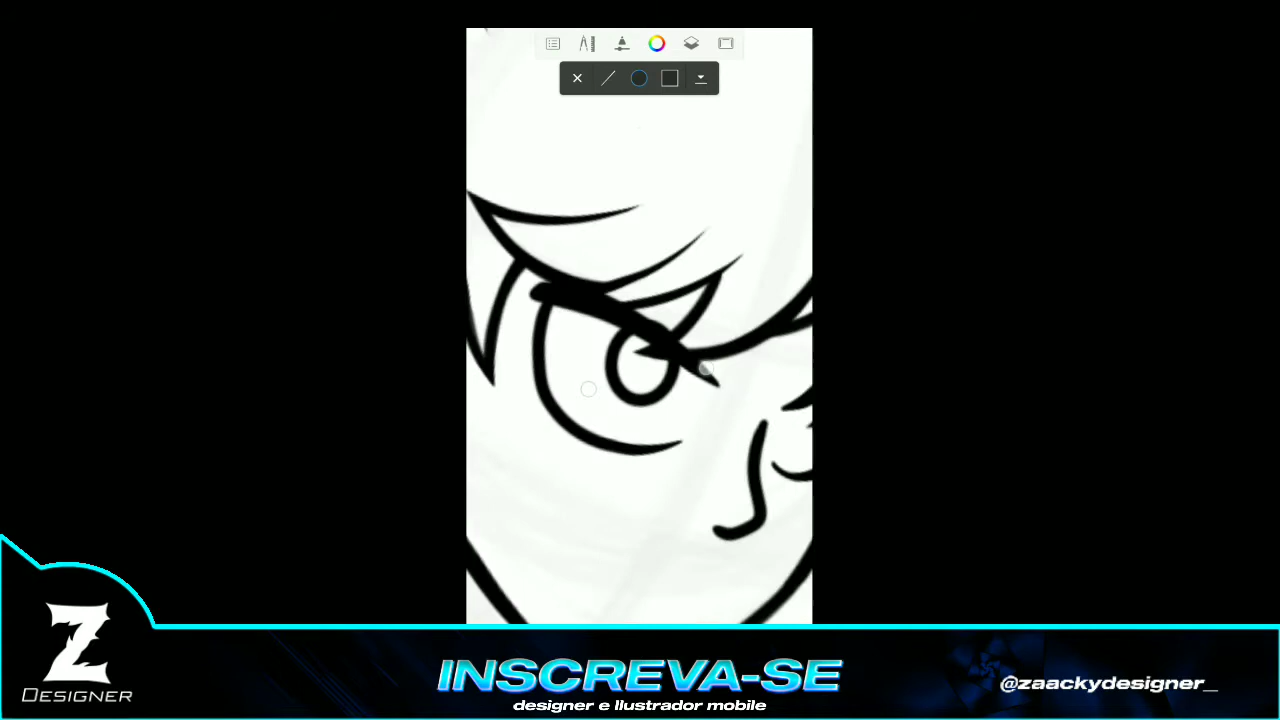 Z
DESIGNER
INSCREVA-SE
designer e Ilustrador mobile
@zaackydesigner_